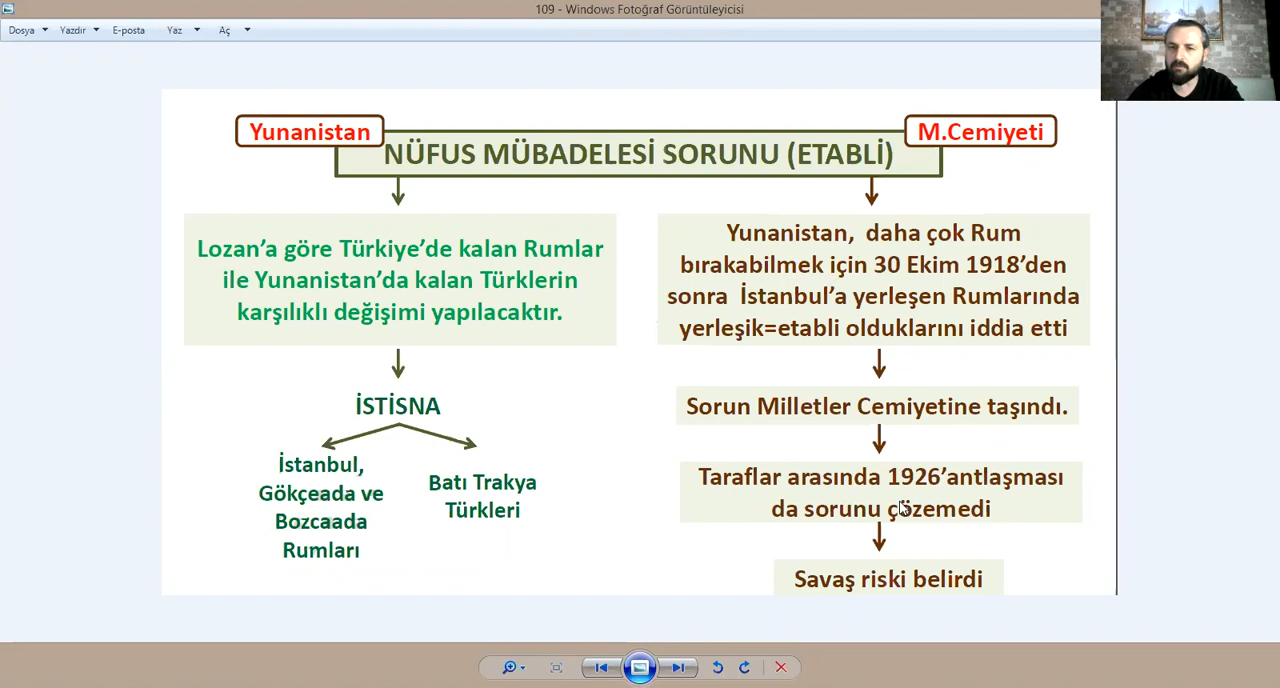 109 - Windows Fotoğraf Görüntüleyicisi
Dosya Yazdır E-posta Yaz Aç
Yunanistan
M.Cemiyeti
NÜFUS MÜBADELESİ SORUNU (ETABLİ)
Lozan’a göre Türkiye’de kalan Rumlar
ile Yunanistan’da kalan Türklerin
karşılıklı değişimi yapılacaktır.
İSTİSNA
İstanbul,
Gökçeada ve
Bozcaada
Rumları
Batı Trakya
Türkleri
Yunanistan, daha çok Rum
bırakabilmek için 30 Ekim 1918’den
sonra İstanbul’a yerleşen Rumlarında
yerleşik=etabli olduklarını iddia etti
Sorun Milletler Cemiyetine taşındı.
Taraflar arasında 1926’antlaşması
da sorunu çözemedi
Savaş riski belirdi